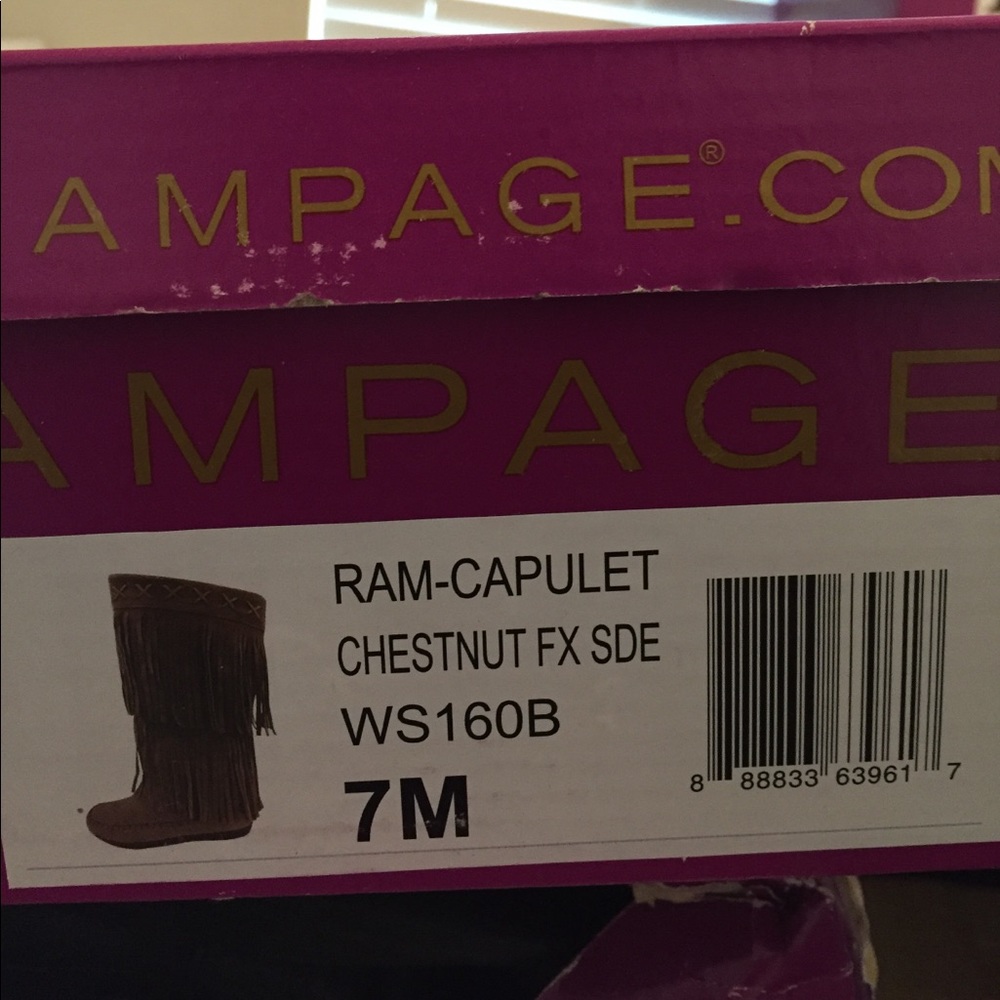 AMPAGE®.COM
AMPAGE
RAM-CAPULET
CHESTNUT FX SDE
WS160B
7M
8 88833 63961 7